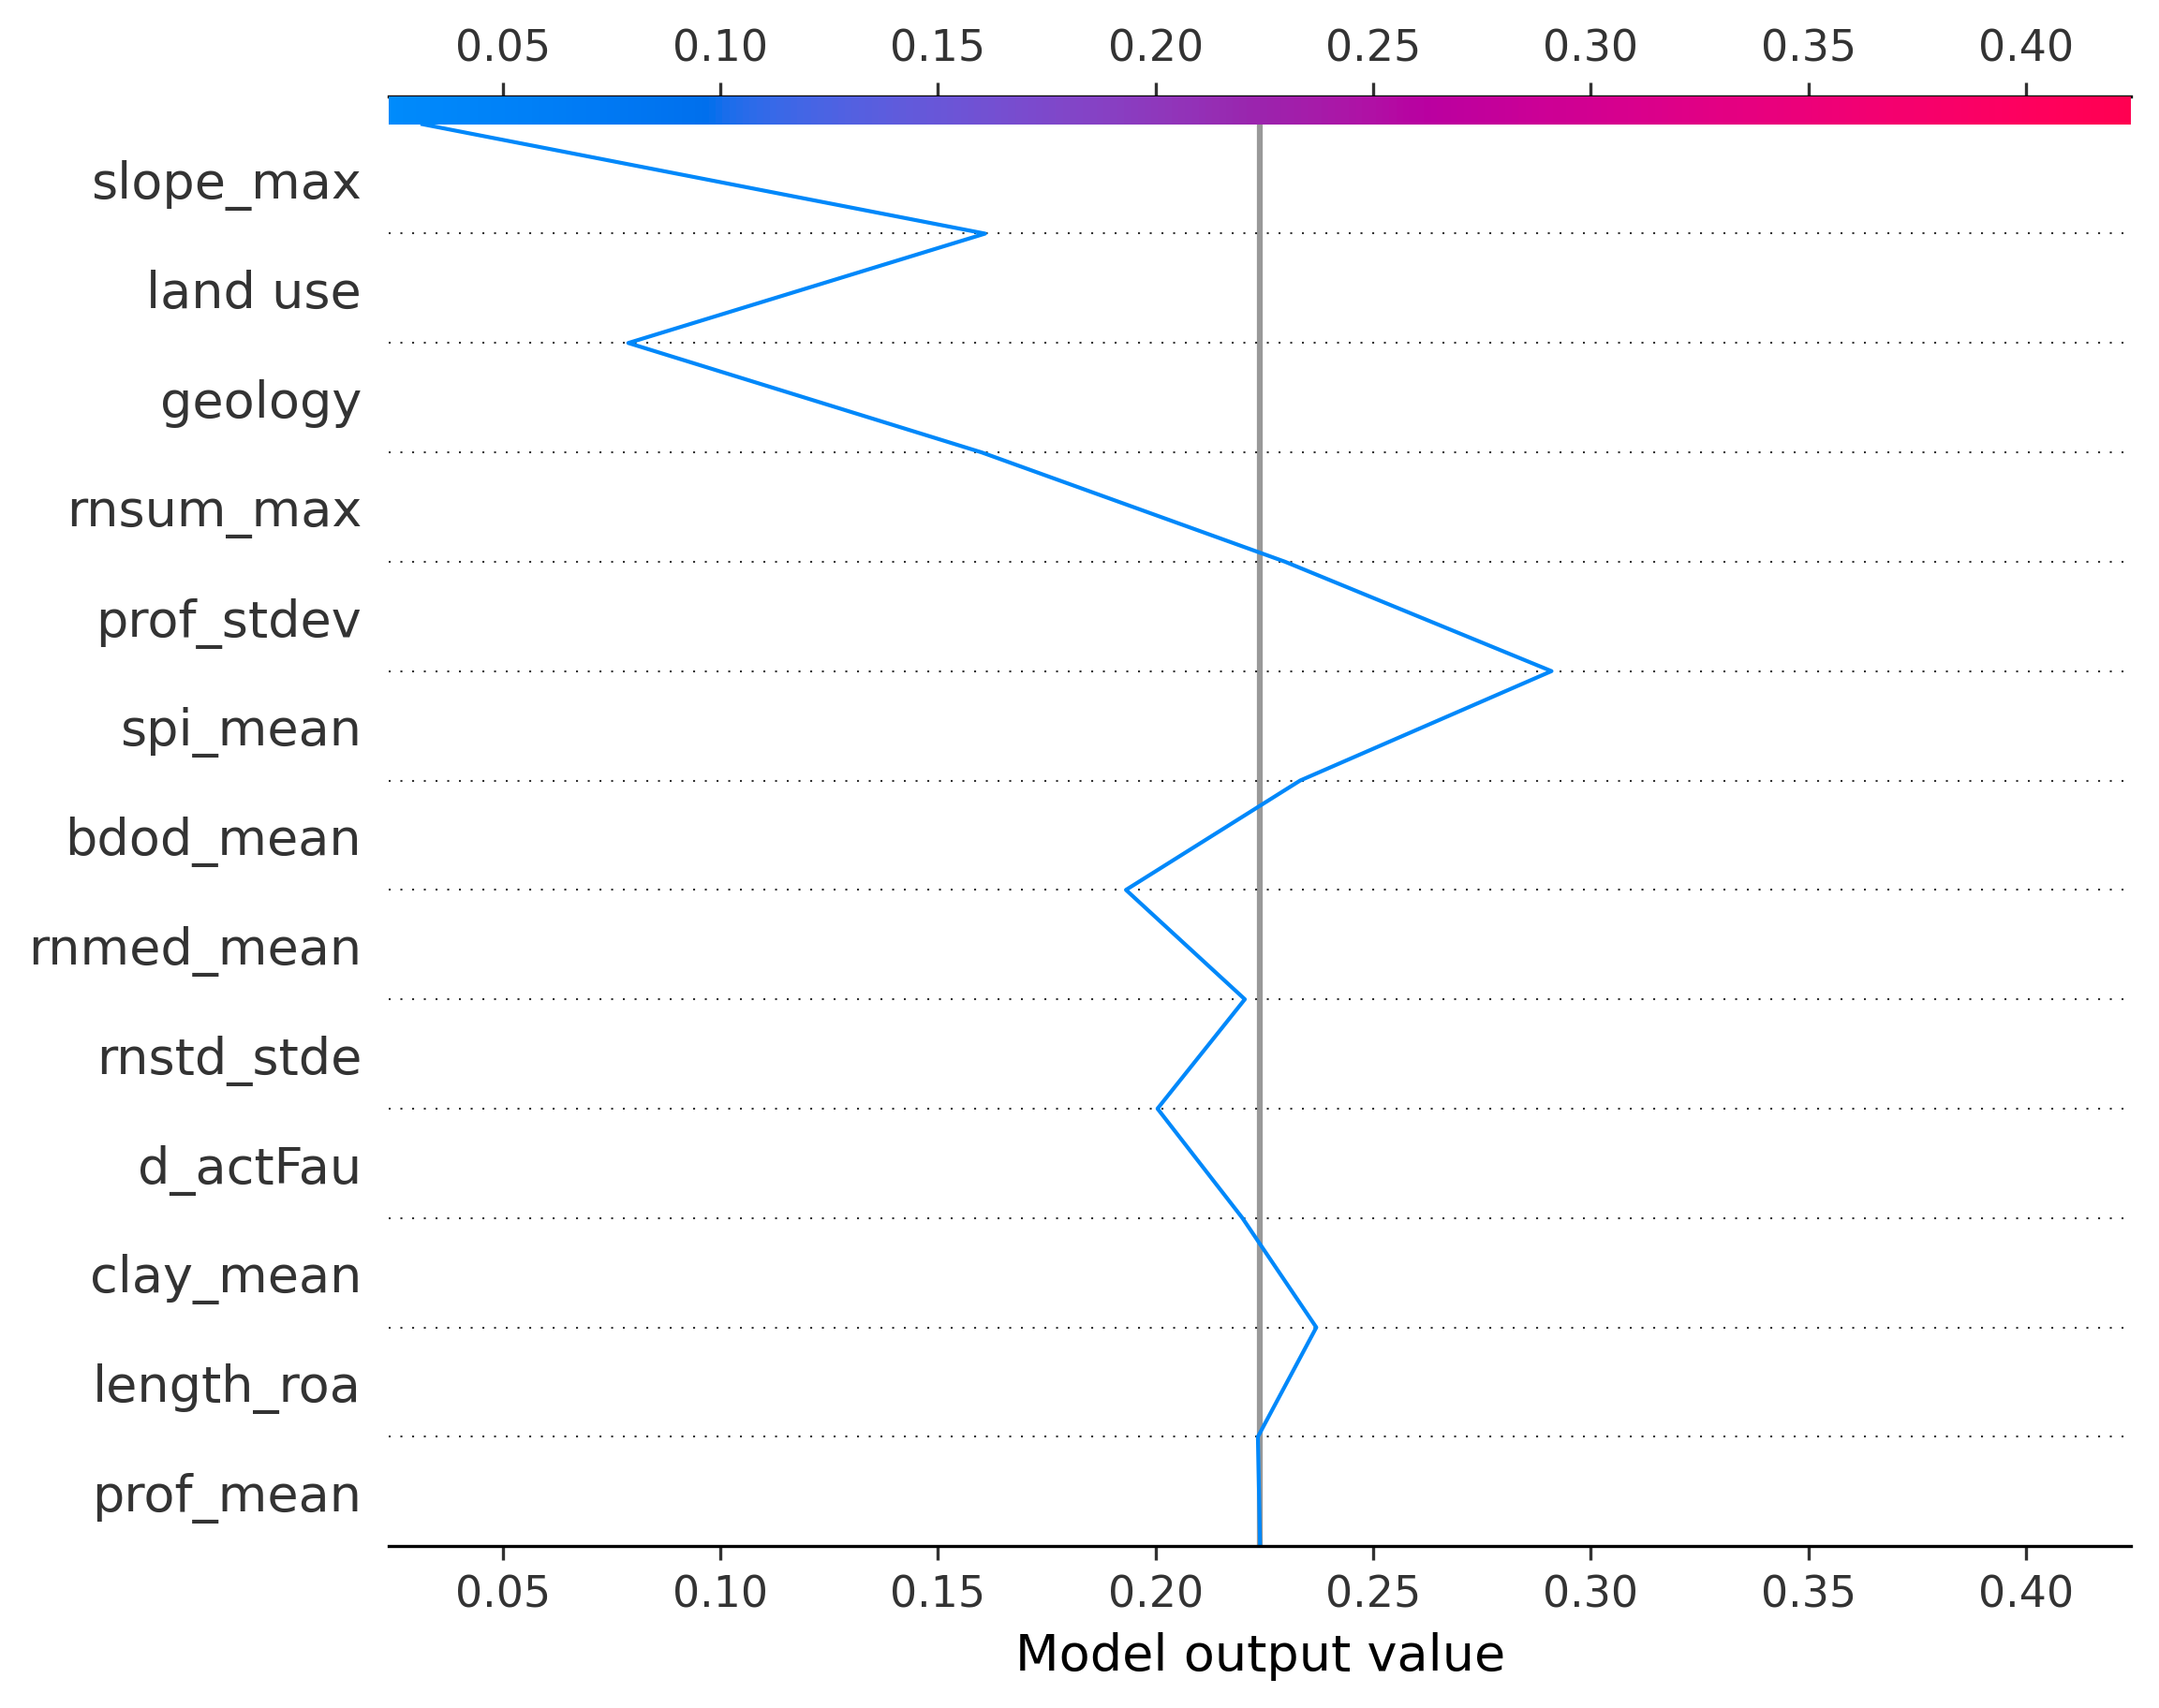 0.05 0.10 0.15 0.20 0.25 0.30 0.35 0.40
slope_max
land use
geology
rnsum_max
prof_stdev
spi_mean
bdod_mean
rnmed_mean
rnstd_stde
d_actFau
clay_mean
length_roa
prof_mean
0.05 0.10 0.15 0.20 0.25 0.30 0.35 0.40
Model output value